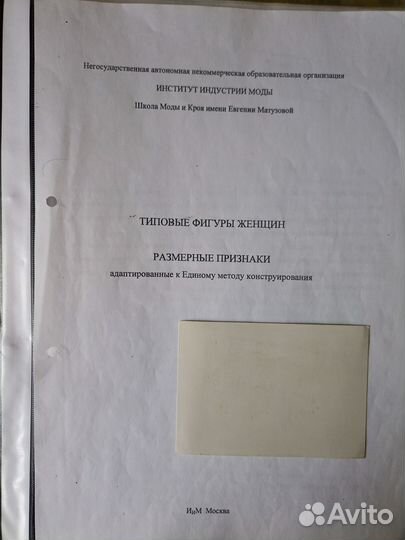 Негосударственная автономная некоммерческая образовательная организация
ИНСТИТУТ ИНДУСТРИИ МОДЫ
Школа Моды и Кроя имени Евгении Матузовой
ТИПОВЫЕ ФИГУРЫ ЖЕНЩИН
РАЗМЕРНЫЕ ПРИЗНАКИ
адаптированные к Единому методу конструирования
ИиМ Москва
Avito